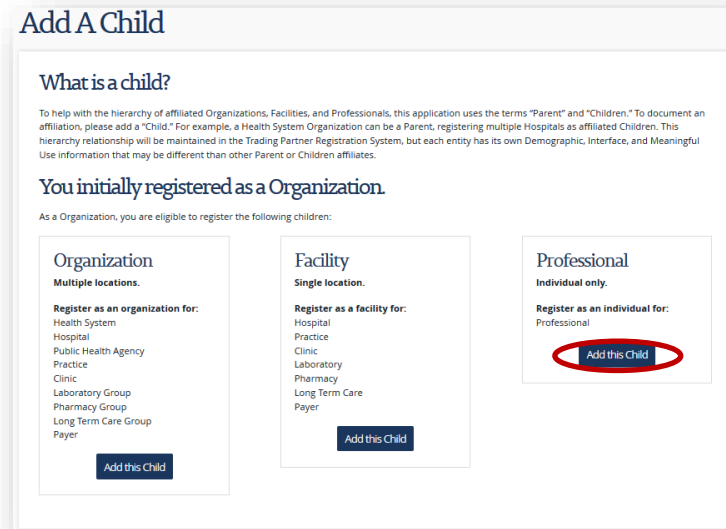 Add A Child
What is a child?
To help with the hierarchy of affiliated Organizations, Facilities, and Professionals, this application uses the terms “Parent” and “Children.” To document an
affiliation, please add a “Child.” For example, a Health System Organization can be a Parent, registering multiple Hospitals as affiliated Children. This
hierarchy relationship will be maintained in the Trading Partner Registration System, but each entity has its own Demographic, Interface, and Meaningful
Use information that may be different than other Parent or Children affiliates.
You initially registered as a Organization.
As a Organization, you are eligible to register the following children:
Organization
Multiple locations.
Register as an organization for:
Health System
Hospital
Public Health Agency
Practice
Clinic
Laboratory Group
Pharmacy Group
Long Term Care Group
Payer
Add this Child
Facility
Single location.
Register as a facility for:
Hospital
Practice
Clinic
Laboratory
Pharmacy
Long Term Care
Payer
Add this Child
Professional
Individual only.
Register as an individual for:
Professional
Add this Child